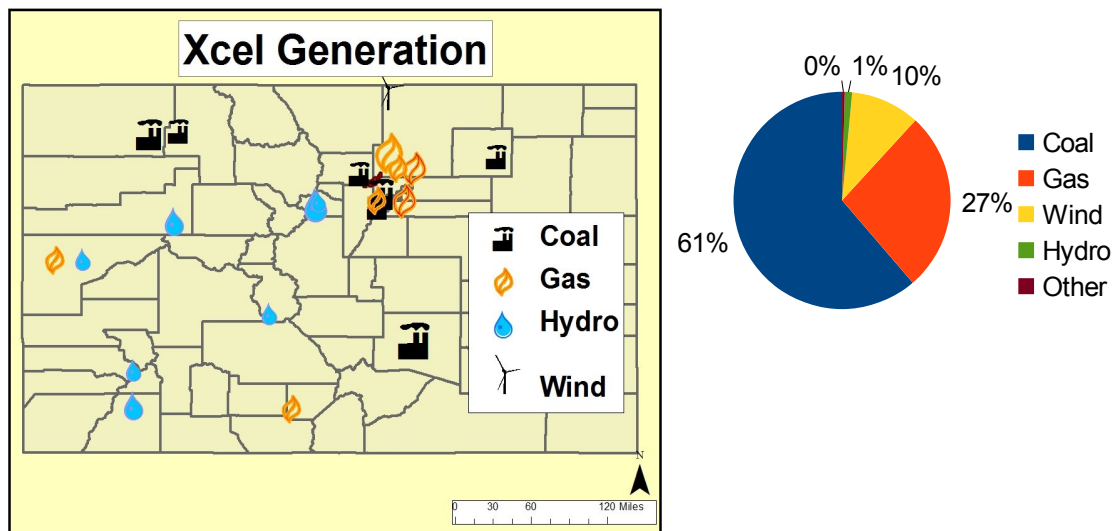 Xcel Generation
Coal
Gas
Hydro
Wind
N
0 30 60 120 Miles
0% 1% 10%
27%
61%
Coal
Gas
Wind
Hydro
Other